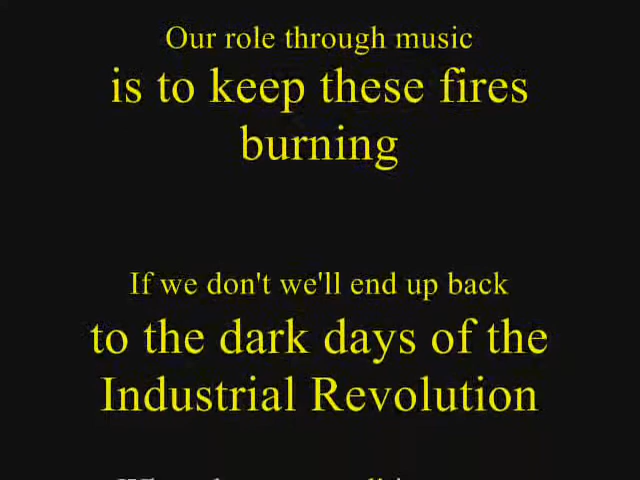 Our role through music
is to keep these fires
burning
If we don't we'll end up back
to the dark days of the
Industrial Revolution